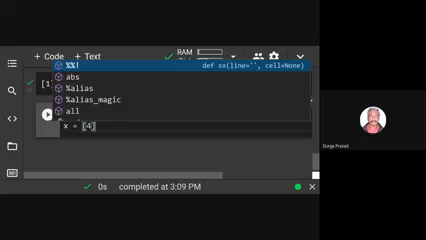 + Code + Text
RAM
%%! def sx(line='', cell=None)
[1] abs
%alias
%alias_magic
all
x = [4]
0s completed at 3:09 PM
Durga Prasad